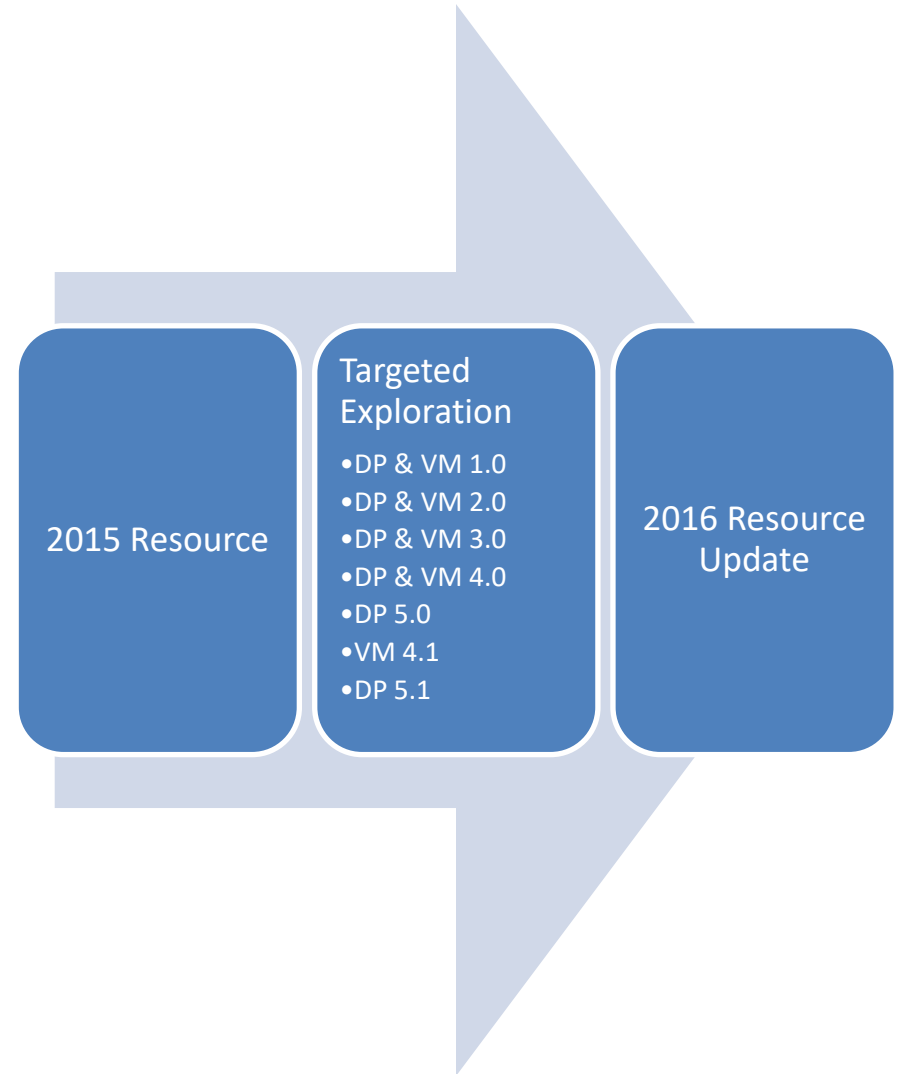 2015 Resource
Targeted
Exploration
•DP & VM 1.0
•DP & VM 2.0
•DP & VM 3.0
•DP & VM 4.0
•DP 5.0
•VM 4.1
•DP 5.1
2016 Resource
Update